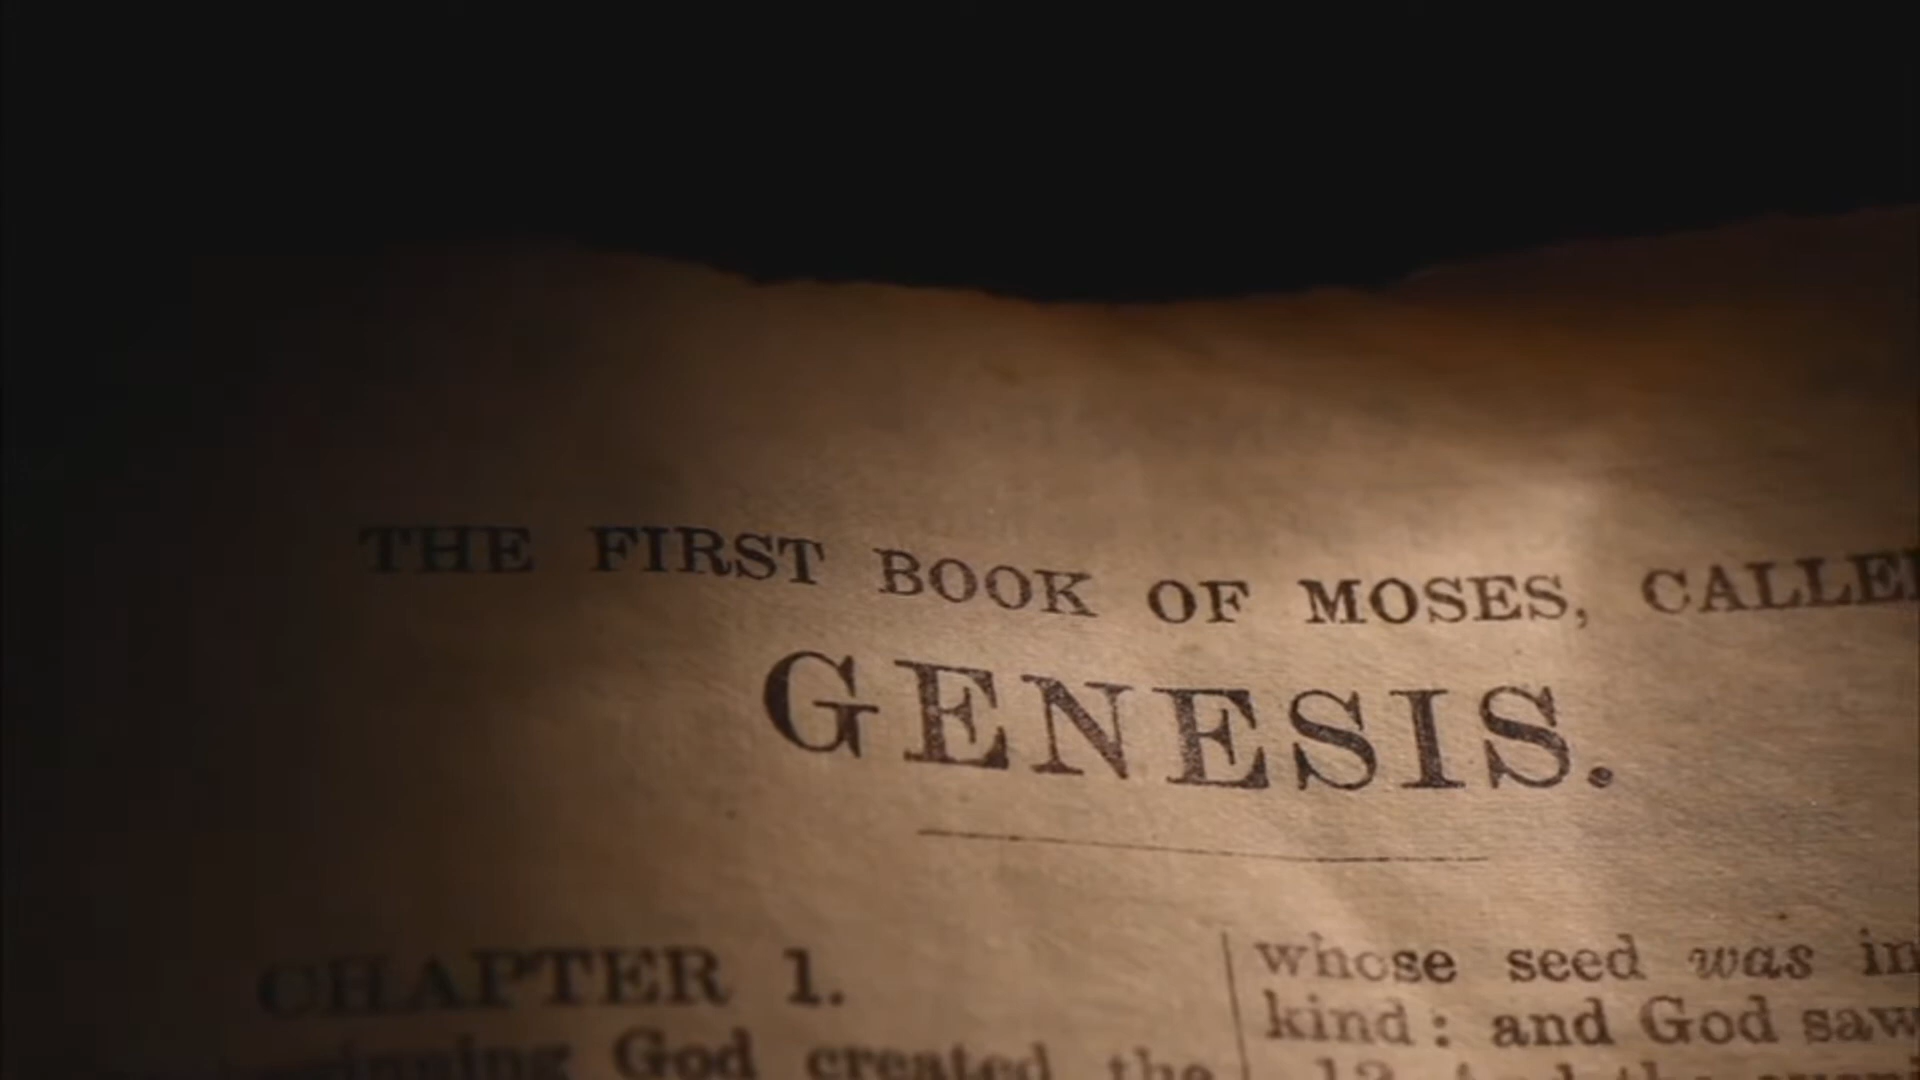 THE FIRST BOOK OF MOSES, CALLED
GENESIS.
CHAPTER 1.
God created the
whose seed was in
kind: and God saw